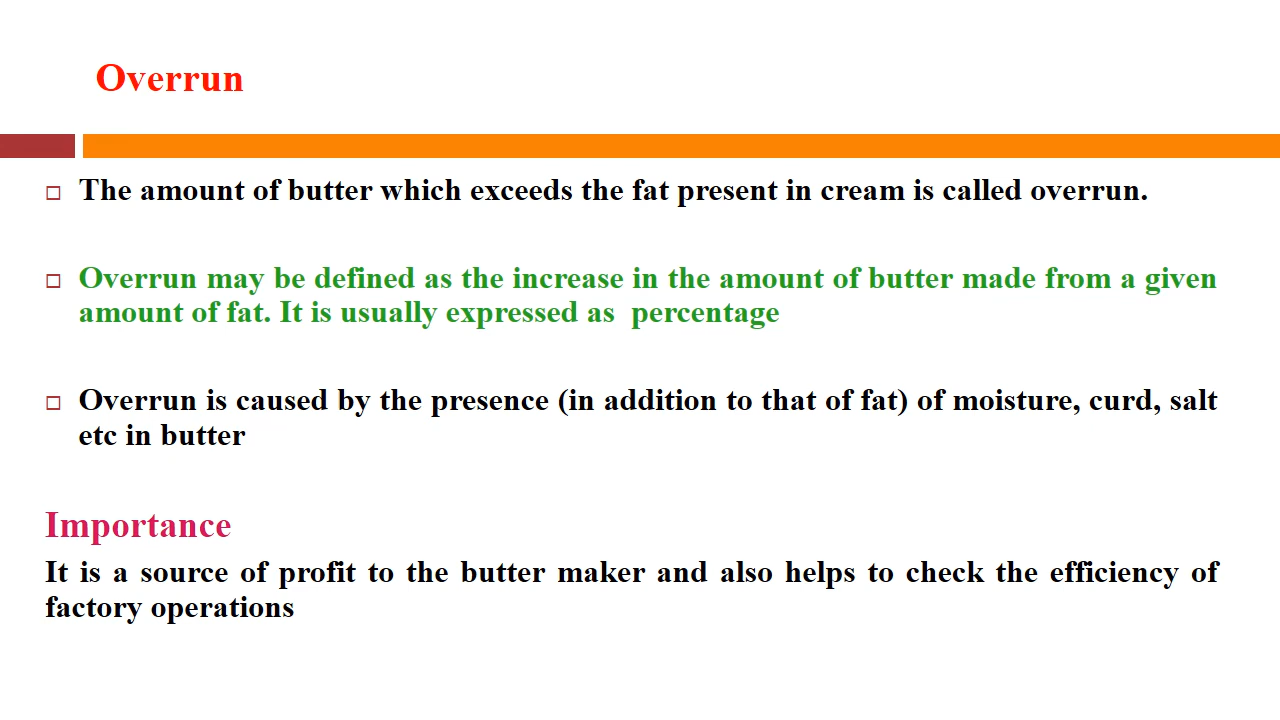 Overrun
The amount of butter which exceeds the fat present in cream is called overrun.
Overrun may be defined as the increase in the amount of butter made from a given
amount of fat. It is usually expressed as  percentage
Overrun is caused by the presence (in addition to that of fat) of moisture, curd, salt
etc in butter
Importance
It is a source of profit to the butter maker and also helps to check the efficiency of
factory operations